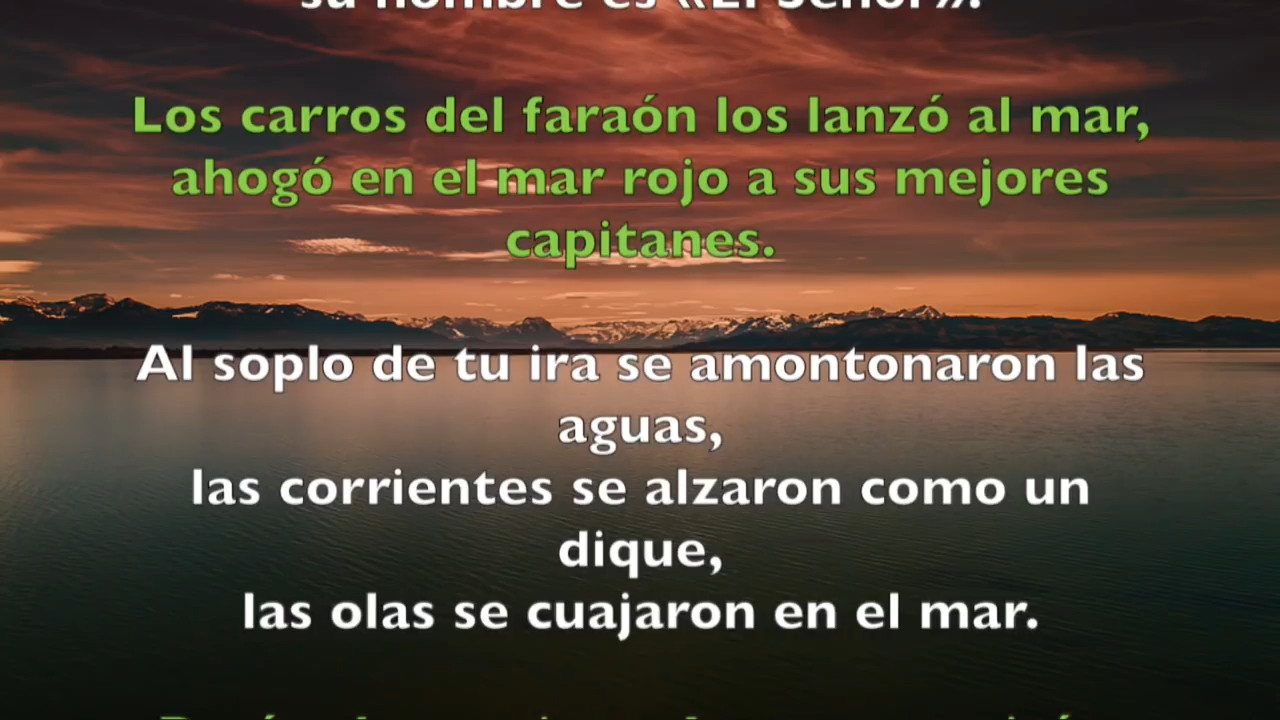 su nombre es «El Señor».
Los carros del faraón los lanzó al mar,
ahogó en el mar rojo a sus mejores
capitanes.
Al soplo de tu ira se amontonaron las
aguas,
las corrientes se alzaron como un
dique,
las olas se cuajaron en el mar.